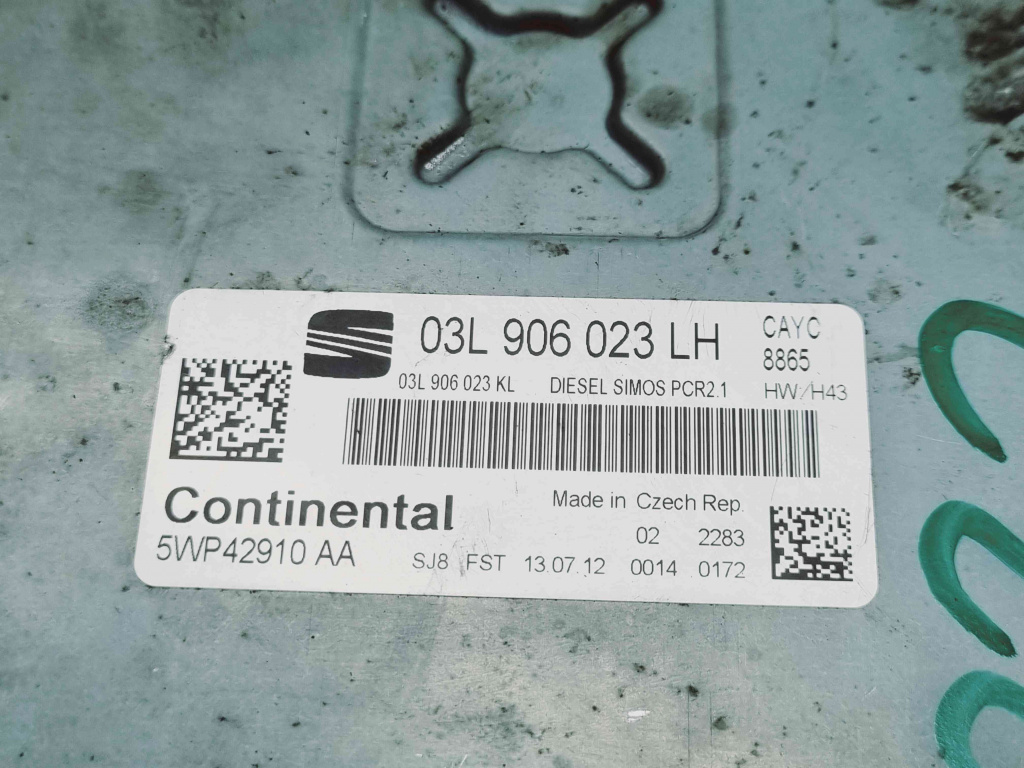 03L 906 023 LH CAYC
8865
03L 906 023 KL DIESEL SIMOS PCR2.1 HW:/H43
Continental Made in Czech Rep.
02 2283
5WP42910 AA SJ8 FST 13.07.12 0014 0172